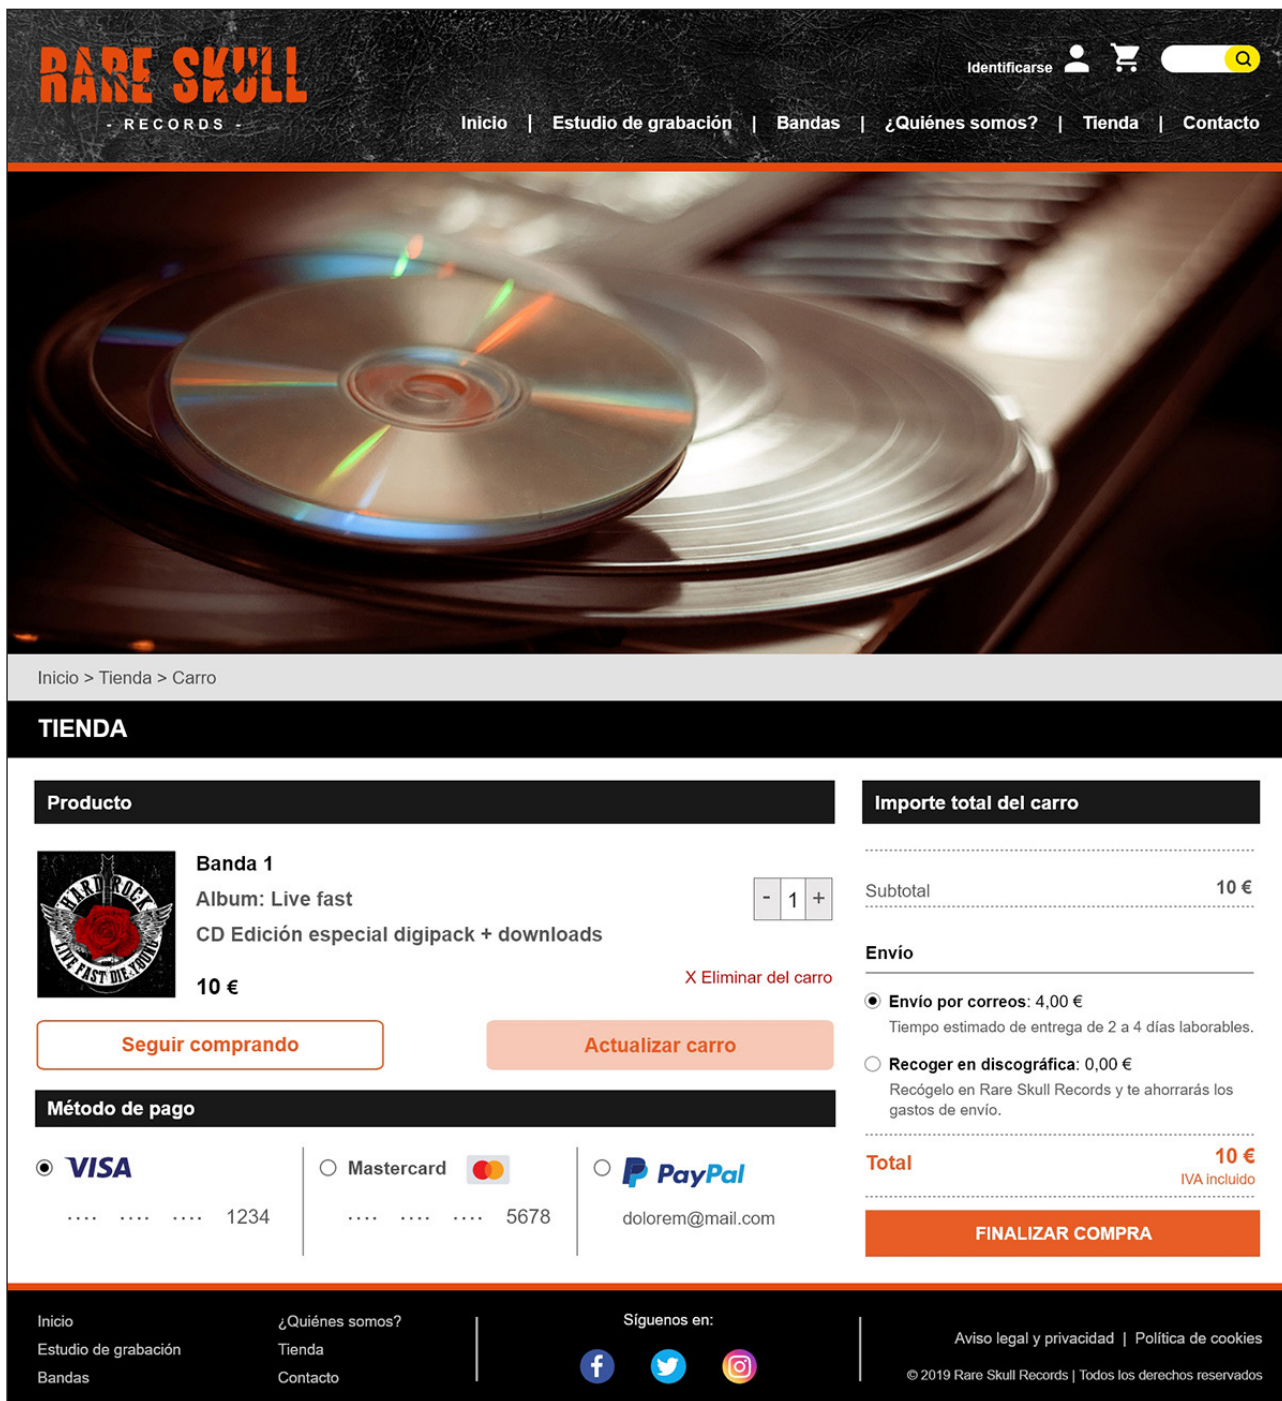 RARE SKULL
- RECORDS -
Identificarse
Inicio | Estudio de grabación | Bandas | ¿Quiénes somos? | Tienda | Contacto
Inicio > Tienda > Carro
TIENDA
Producto
HARD ROCK
LIVE FAST DIE YOUNG
Banda 1
Album: Live fast
CD Edición especial digipack + downloads
10 €
- 1 +
X Eliminar del carro
Seguir comprando
Actualizar carro
Método de pago
VISA
.... .... .... 1234
Mastercard
.... .... .... 5678
PayPal
dolorem@mail.com
Importe total del carro
Subtotal 10 €
Envío
Envío por correos: 4,00 €
Tiempo estimado de entrega de 2 a 4 días laborables.
Recoger en discográfica: 0,00 €
Recógelo en Rare Skull Records y te ahorrarás los
gastos de envío.
Total 10 €
IVA incluido
FINALIZAR COMPRA
Inicio
Estudio de grabación
Bandas
¿Quiénes somos?
Tienda
Contacto
Síguenos en:
Aviso legal y privacidad | Política de cookies
© 2019 Rare Skull Records | Todos los derechos reservados